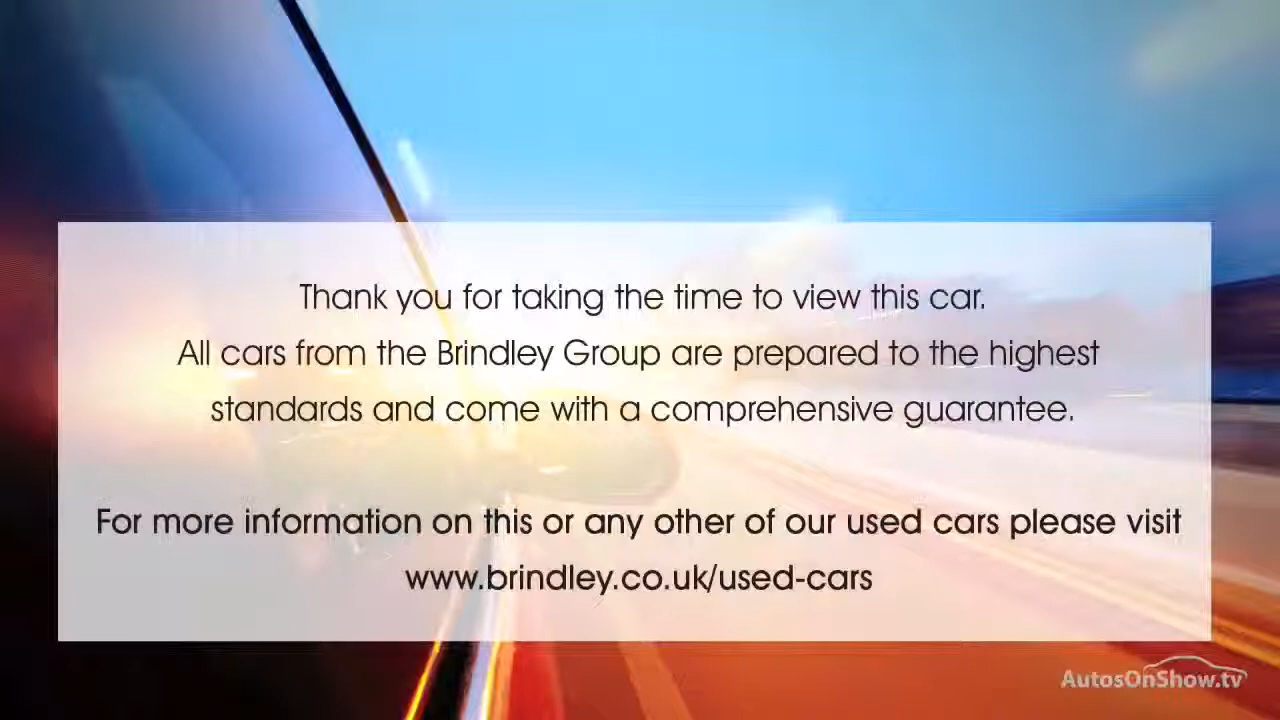 Thank you for taking the time to view this car.
All cars from the Brindley Group are prepared to the highest
standards and come with a comprehensive guarantee.
For more information on this or any other of our used cars please visit
www.brindley.co.uk/used-cars
AutosOnShow.tv